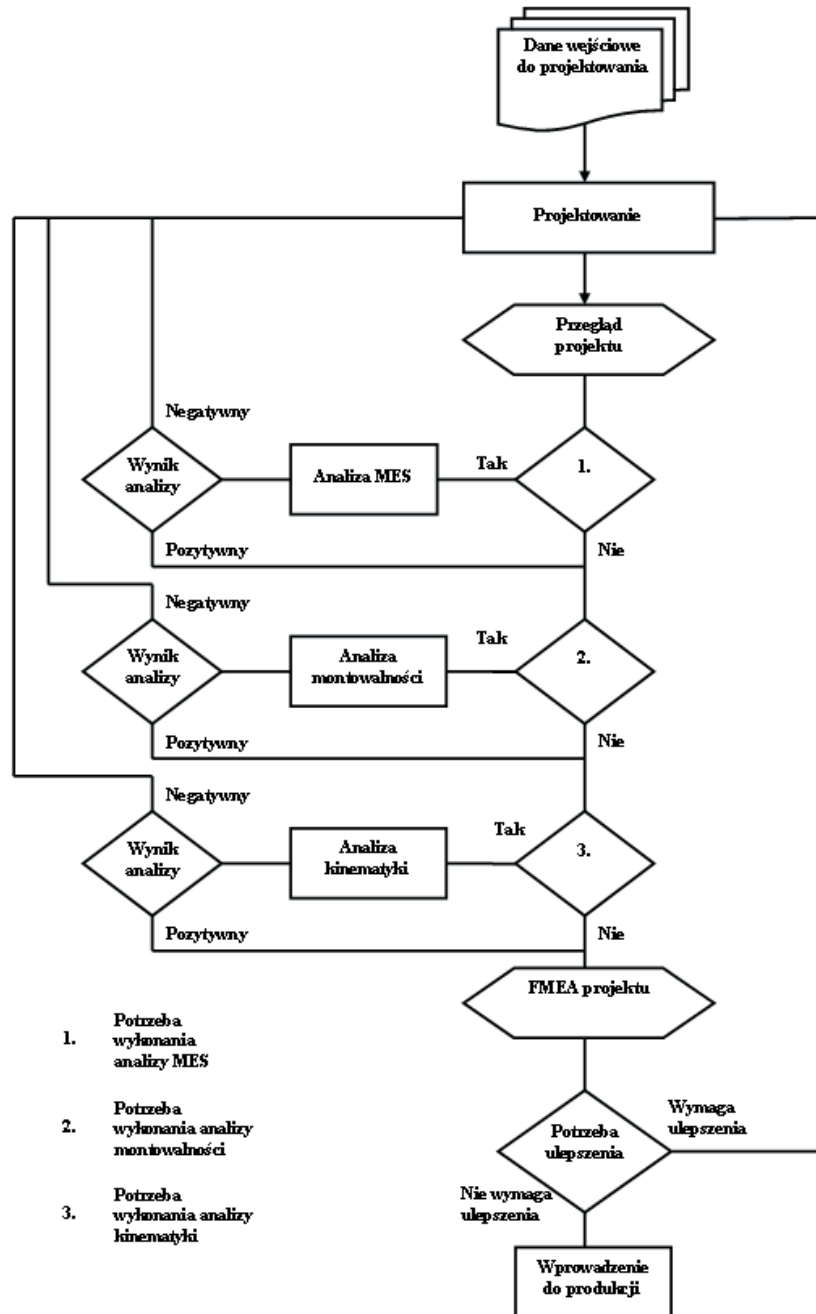 Dane wejściowe
do projektowania
Projektowanie
Przegląd
projektu
Negatywny
Wynik
analizy
Analiza MES
Tak
1.
Pozytywny
Nie
Negatywny
Wynik
analizy
Analiza
montowalności
Tak
2.
Pozytywny
Nie
Negatywny
Wynik
analizy
Analiza
kinematyki
Tak
3.
Pozytywny
Nie
FMEA projektu
1.
Potrzeba
wykonania
analizy MES
2.
Potrzeba
wykonania analizy
montowalności
3.
Potrzeba
wykonania analizy
kinematyki
Potrzeba
ulepszenia
Wymaga
ulepszenia
Nie wymaga
ulepszenia
Wprowadzenie
do produkcji